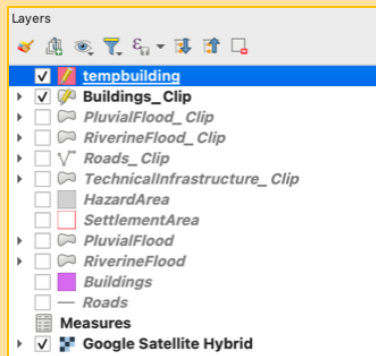 Layers
tempbuilding
Buildings_Clip
PluvialFlood_Clip
RiverineFlood_Clip
Roads_Clip
TechnicalInfrastructure_Clip
HazardArea
SettlementArea
PluvialFlood
RiverineFlood
Buildings
Roads
Measures
Google Satellite Hybrid